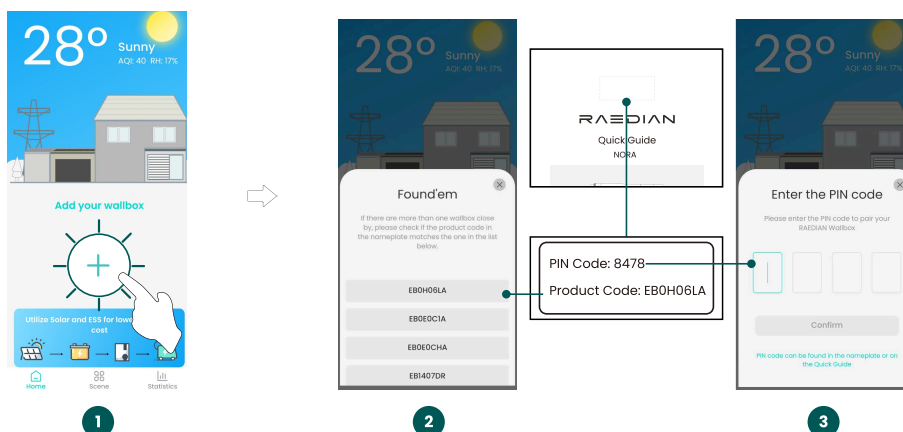 28°
Sunny
AQI: 40 RH: 17%
Add your wallbox
+
Utilize Solar and ESS for lowe
cost
Home
Scene
Statistics
1
28°
Sunny
AQI: 40 RH: 17%
Found'em
If there are more than one wallbox close
by, please check if the product code in
the nameplate matches the one in the list
below.
EB0H06LA
EB0E0C1A
EB0E0CHA
EB1407DR
2
RAEDIAN
Quick Guide
NORA
PIN Code: 8478
Product Code: EB0H06LA
28°
Sunny
AQI: 40 RH: 17%
Enter the PIN code
Please enter the PIN code to pair your
RAEDIAN Wallbox
Confirm
PIN code can be found in the nameplate or on
the Quick Guide
3